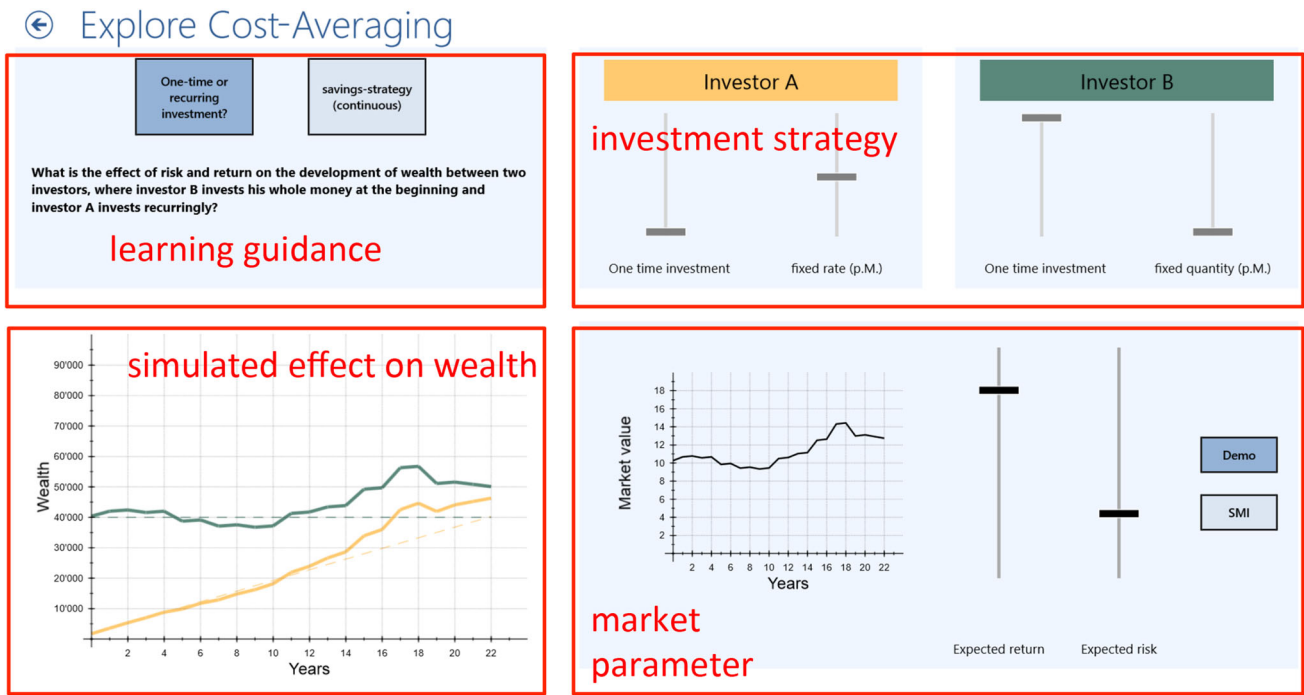 Explore Cost-Averaging
One-time or
recurring
investment?
savings-strategy
(continuous)
What is the effect of risk and return on the development of wealth between two
investors, where investor B invests his whole money at the beginning and
investor A invests recurringly?
learning guidance
Investor A
Investor B
investment strategy
One time investment
fixed rate (p.M.)
One time investment
fixed quantity (p.M.)
simulated effect on wealth
90'000
80'000
70'000
60'000
50'000
40'000
30'000
20'000
10'000
Wealth
2 4 6 8 10 12 14 16 18 20 22
Years
18
16
14
12
10
8
6
4
2
Market value
2 4 6 8 10 12 14 16 18 20 22
Years
Demo
SMI
market
parameter
Expected return
Expected risk